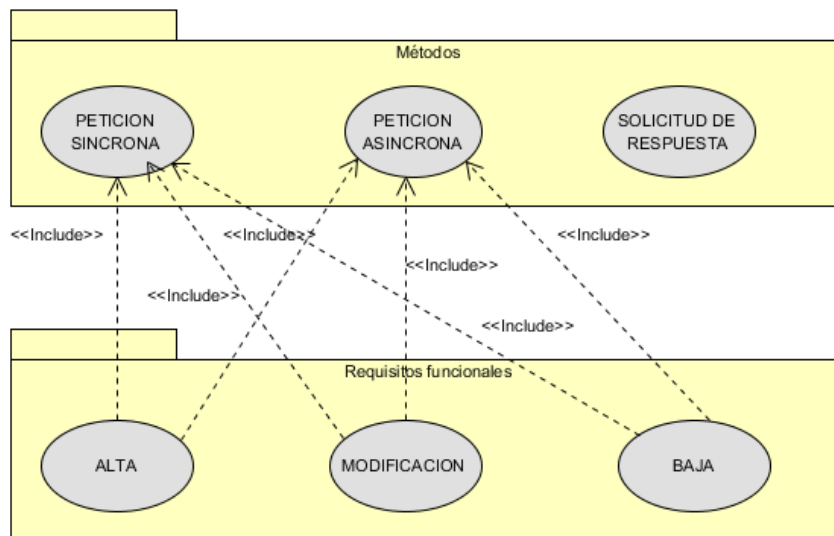 Métodos
PETICION
SINCRONA
PETICION
ASINCRONA
SOLICITUD DE
RESPUESTA
<<Include>>
<<Include>>
<<Include>>
<<Include>>
<<Include>>
<<Include>>
Requisitos funcionales
ALTA
MODIFICACION
BAJA